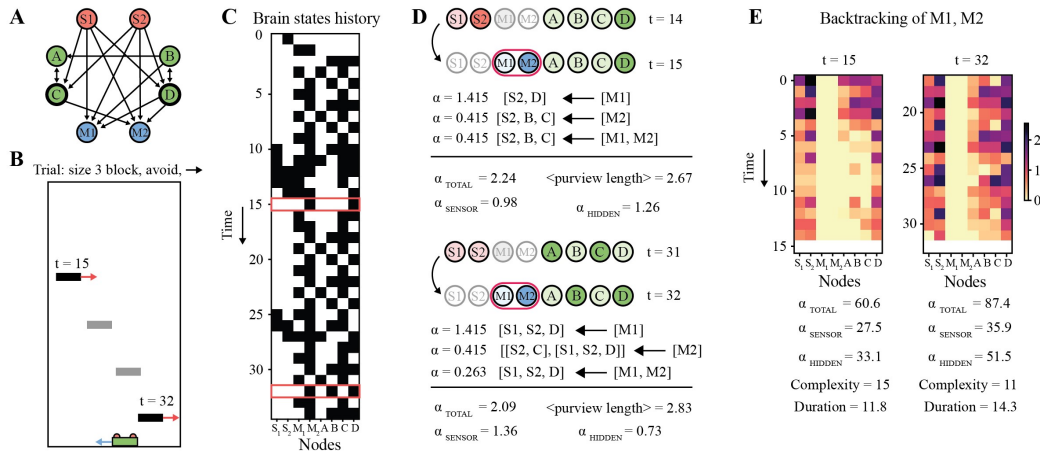 A
S1
S2
A
B
C
D
M1
M2
B
Trial: size 3 block, avoid,
t = 15
t = 32
C
Brain states history
0
5
10
15
20
25
30
Time
S1 S2 M1 M2 A B C D
Nodes
D
S1 S2 M1 M2 A B C D t = 14
S1 S2 M1 M2 A B C D t = 15
α = 1.415 [S2, D] [M1]
α = 0.415 [S2, B, C] [M2]
α = 0.415 [S2, B, C] [M1, M2]
α TOTAL = 2.24 <purview length> = 2.67
α SENSOR = 0.98 α HIDDEN = 1.26
S1 S2 M1 M2 A B C D t = 31
S1 S2 M1 M2 A B C D t = 32
α = 1.415 [S1, S2, D] [M1]
α = 0.415 [[S2, C], [S1, S2, D]] [M2]
α = 0.263 [S1, S2, D] [M1, M2]
α TOTAL = 2.09 <purview length> = 2.83
α SENSOR = 1.36 α HIDDEN = 0.73
E
Backtracking of M1, M2
t = 15
t = 32
0
5
10
15
Time
20
25
30
2
1
0
S1 S2 M1 M2 A B C D
S1 S2 M1 M2 A B C D
Nodes
Nodes
α TOTAL = 60.6
α SENSOR = 27.5
α HIDDEN = 33.1
Complexity = 15
Duration = 11.8
α TOTAL = 87.4
α SENSOR = 35.9
α HIDDEN = 51.5
Complexity = 11
Duration = 14.3